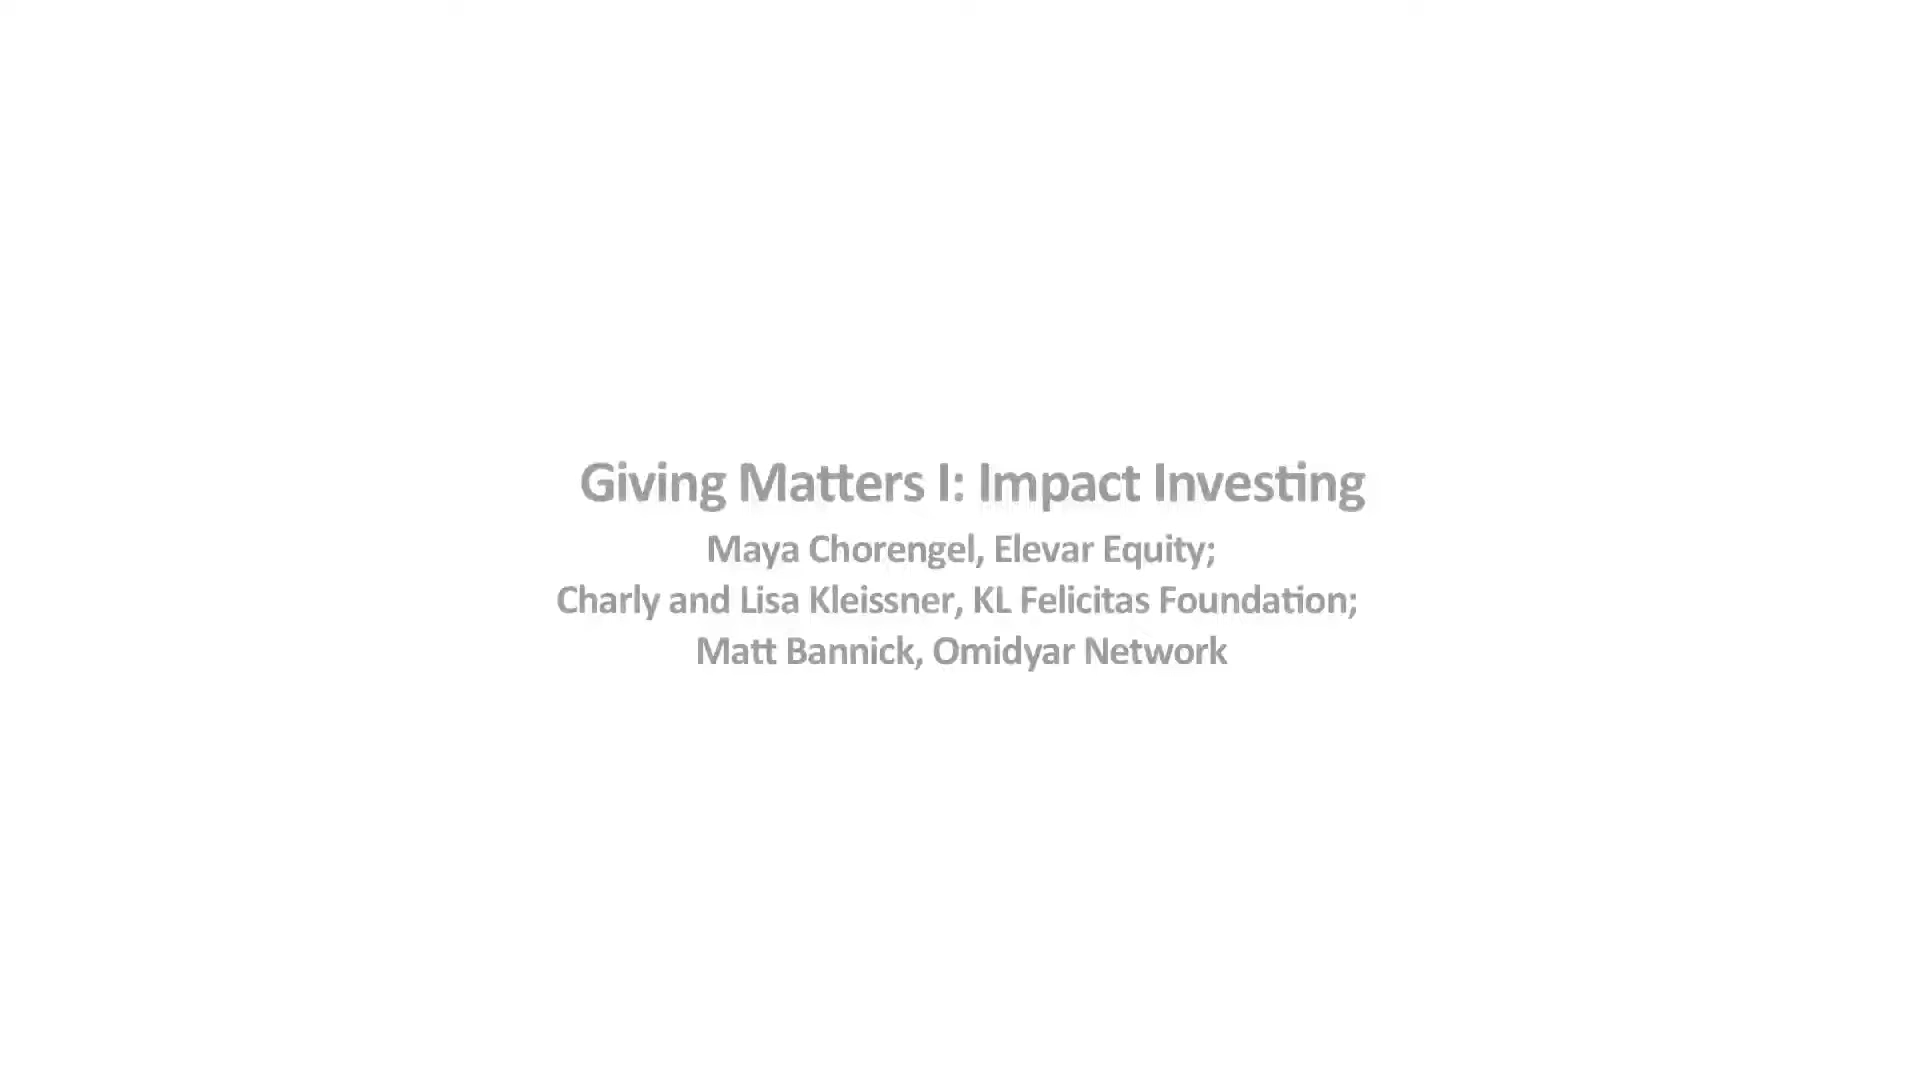 Giving Matters I: Impact Investing
Maya Chorengel, Elevar Equity;
Charly and Lisa Kleissner, KL Felicitas Foundation;
Matt Bannick, Omidyar Network